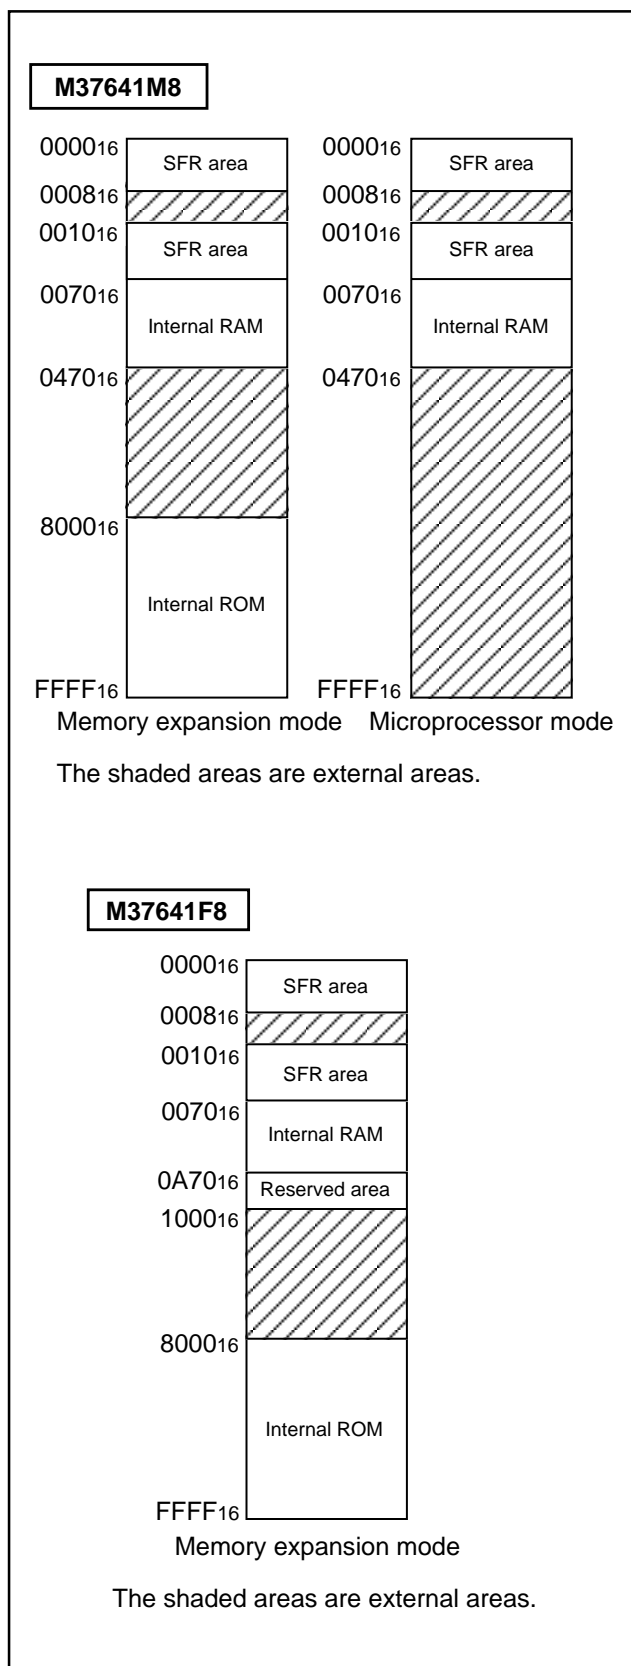 M37641M8
0000₁₆ SFR area 0000₁₆ SFR area
0008₁₆ 0008₁₆
0010₁₆ SFR area 0010₁₆ SFR area
0070₁₆ Internal RAM 0070₁₆ Internal RAM
0470₁₆ 0470₁₆
8000₁₆ Internal ROM
FFFF₁₆ FFFF₁₆
Memory expansion mode Microprocessor mode
The shaded areas are external areas.
M37641F8
0000₁₆ SFR area
0008₁₆
0010₁₆ SFR area
0070₁₆ Internal RAM
0A70₁₆ Reserved area
1000₁₆
8000₁₆ Internal ROM
FFFF₁₆
Memory expansion mode
The shaded areas are external areas.